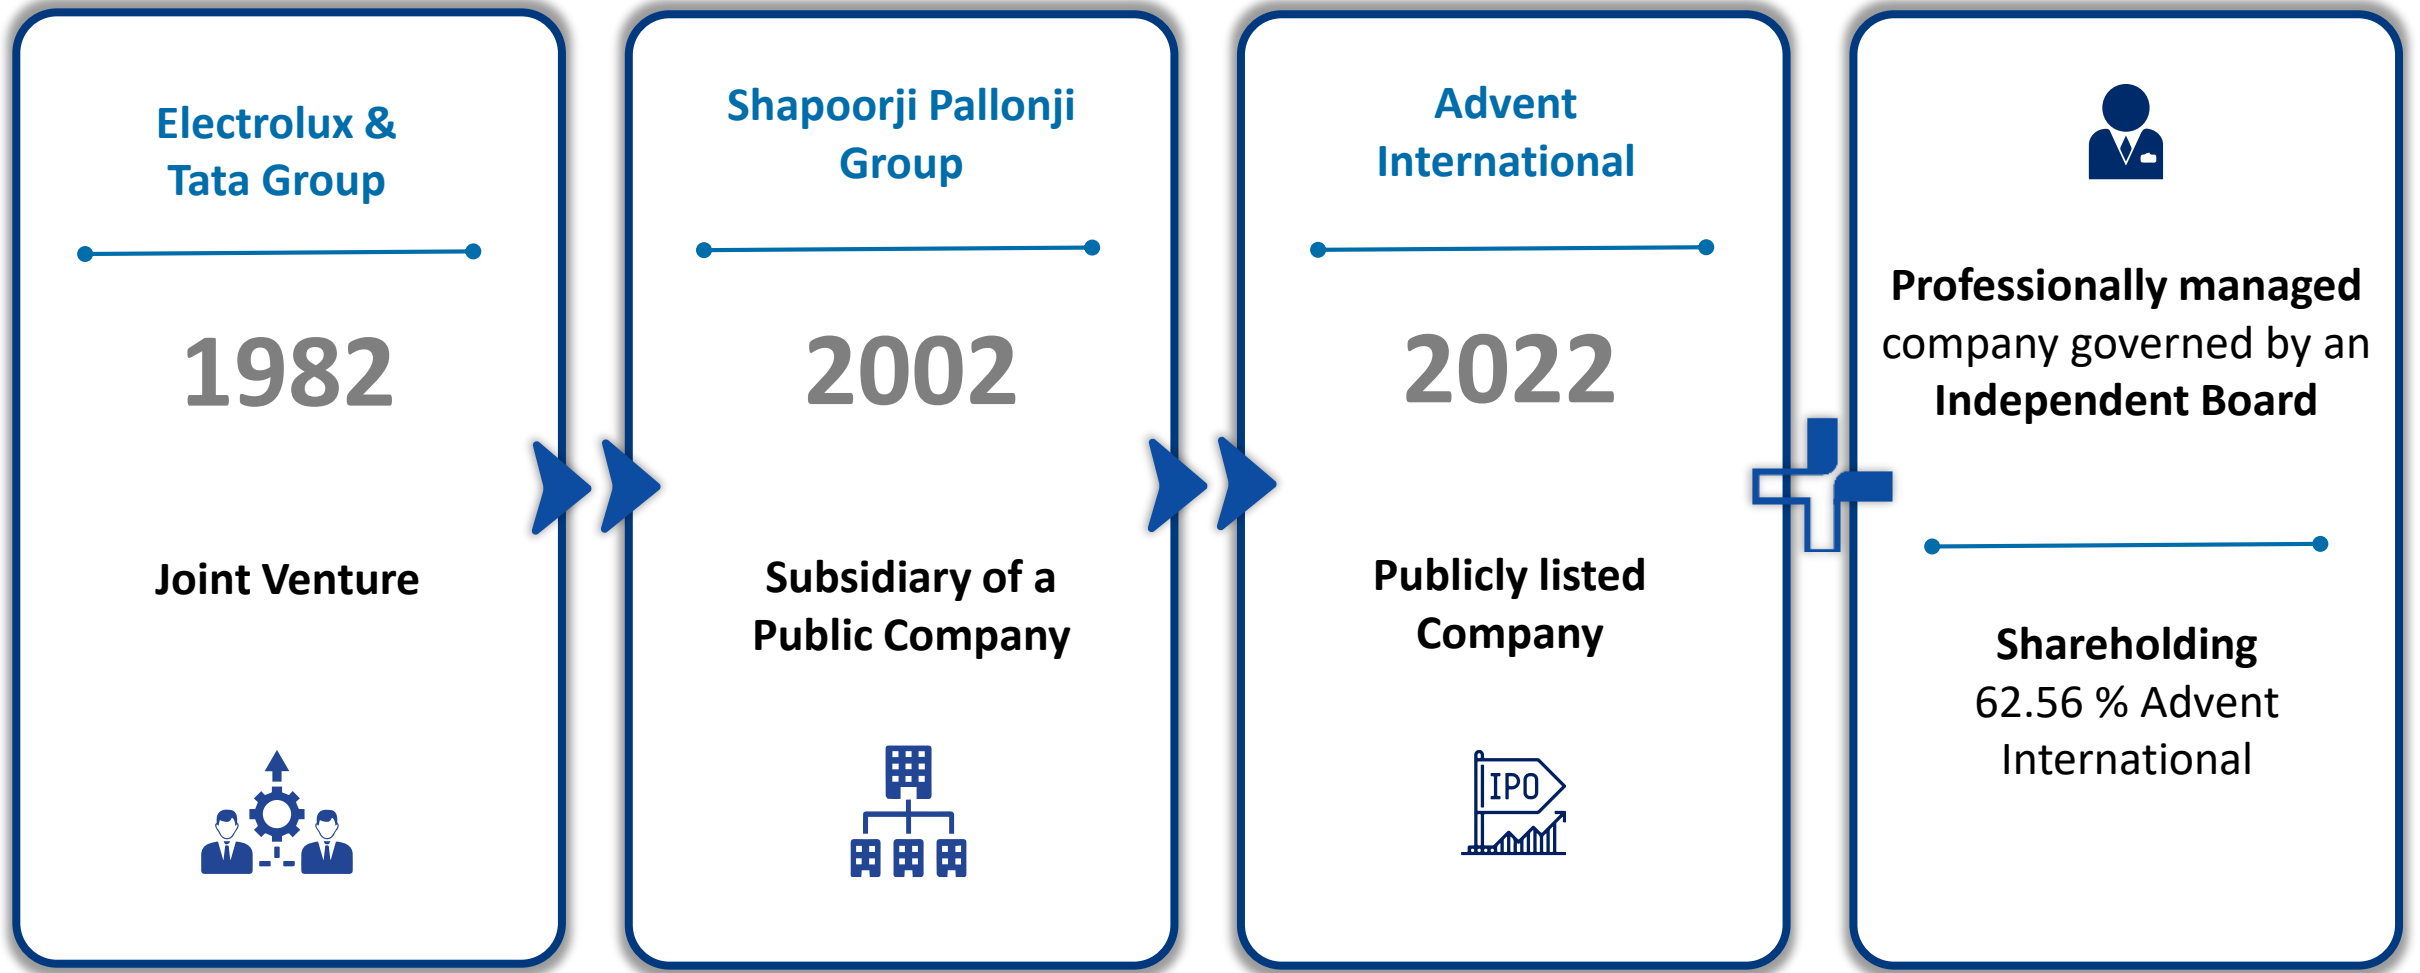 Electrolux &
Tata Group
1982
Joint Venture
Shapoorji Pallonji
Group
2002
Subsidiary of a
Public Company
Advent
International
2022
Publicly listed
Company
IPO
Professionally managed
company governed by an
Independent Board
Shareholding
62.56 % Advent
International